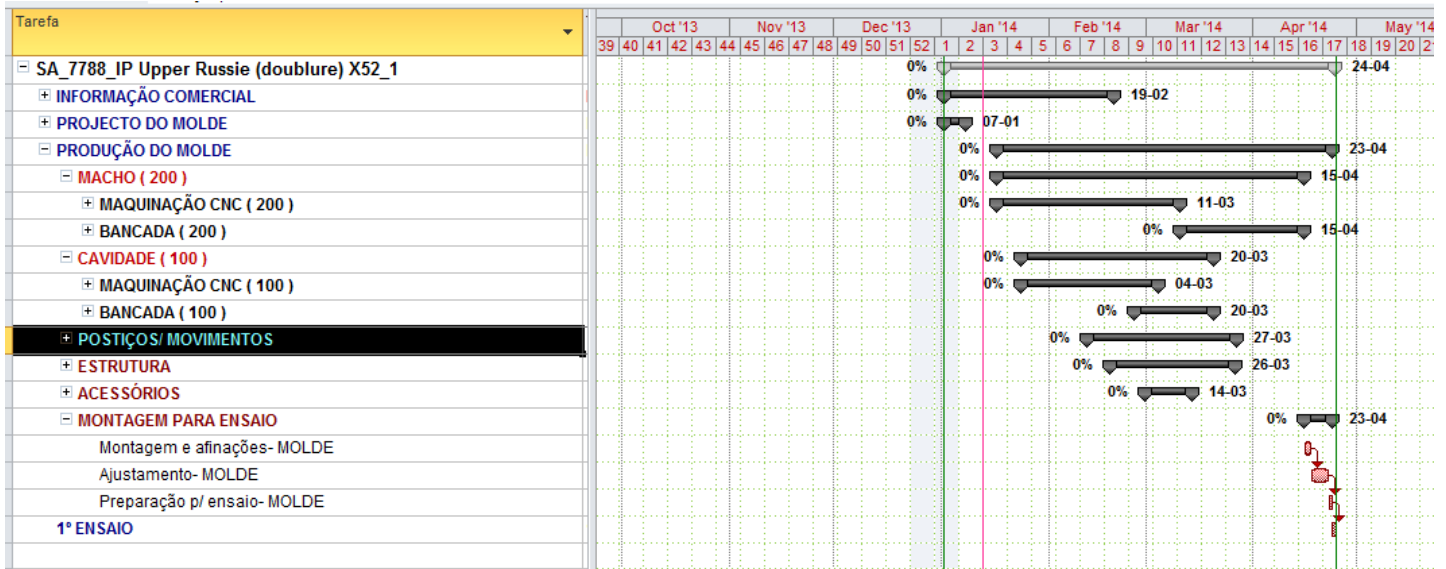 Tarefa
Oct '13 Nov '13 Dec '13 Jan '14 Feb '14 Mar '14 Apr '14 May '14
39 40 41 42 43 44 45 46 47 48 49 50 51 52 1 2 3 4 5 6 7 8 9 10 11 12 13 14 15 16 17 18 19 20
SA_7788_IP Upper Russie (doublure) X52_1 0% 24-04
INFORMAÇÃO COMERCIAL 0% 19-02
PROJECTO DO MOLDE 0% 07-01
PRODUÇÃO DO MOLDE 0% 23-04
MACHO ( 200 ) 0% 15-04
MAQUINAÇÃO CNC ( 200 ) 0% 11-03
BANCADA ( 200 ) 0% 15-04
CAVIDADE ( 100 ) 0% 20-03
MAQUINAÇÃO CNC ( 100 ) 0% 04-03
BANCADA ( 100 ) 0% 20-03
POSTIÇOS/ MOVIMENTOS 0% 27-03
ESTRUTURA 0% 26-03
ACESSÓRIOS 0% 14-03
MONTAGEM PARA ENSAIO 0% 23-04
Montagem e afinações- MOLDE
Ajustamento- MOLDE
Preparação p/ ensaio- MOLDE
1º ENSAIO